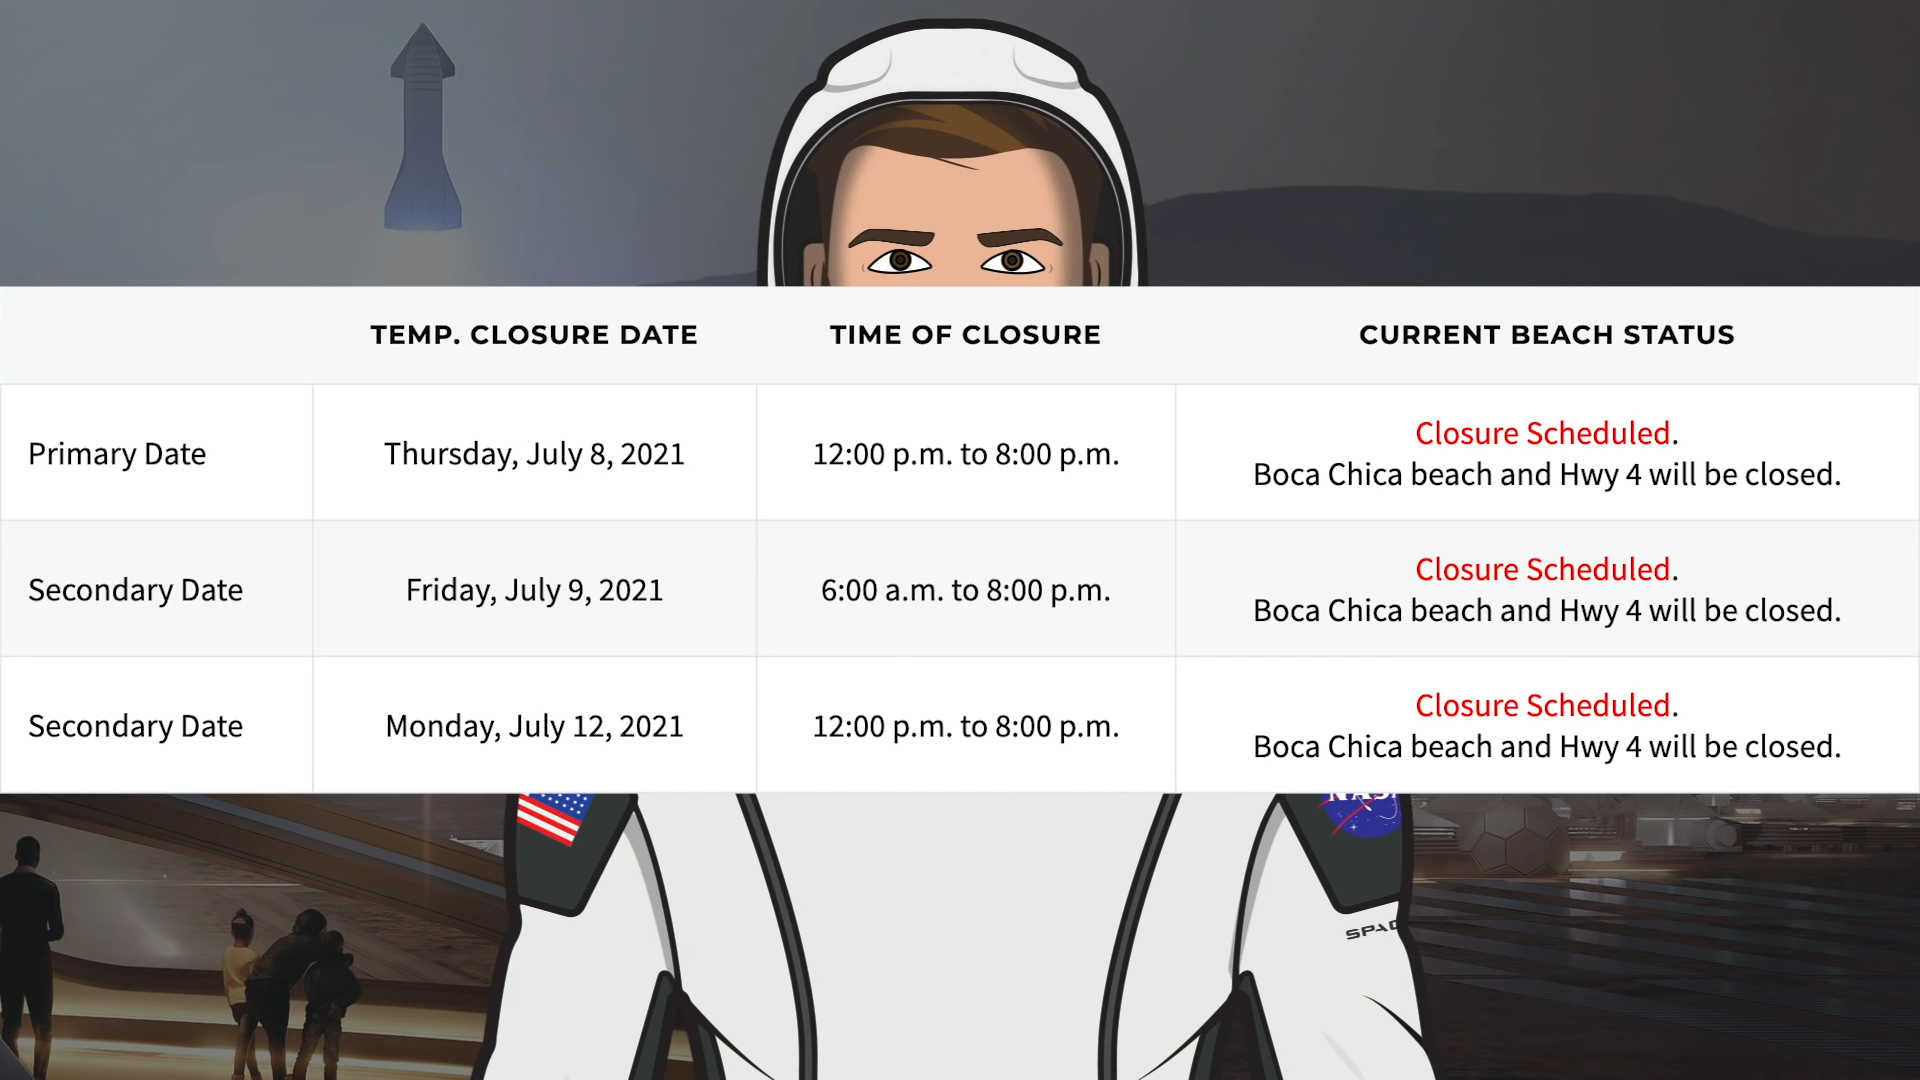 TEMP. CLOSURE DATE TIME OF CLOSURE CURRENT BEACH STATUS
Primary Date Thursday, July 8, 2021 12:00 p.m. to 8:00 p.m. Closure Scheduled.
Boca Chica beach and Hwy 4 will be closed.
Secondary Date Friday, July 9, 2021 6:00 a.m. to 8:00 p.m. Closure Scheduled.
Boca Chica beach and Hwy 4 will be closed.
Secondary Date Monday, July 12, 2021 12:00 p.m. to 8:00 p.m. Closure Scheduled.
Boca Chica beach and Hwy 4 will be closed.
NASA
SPAC